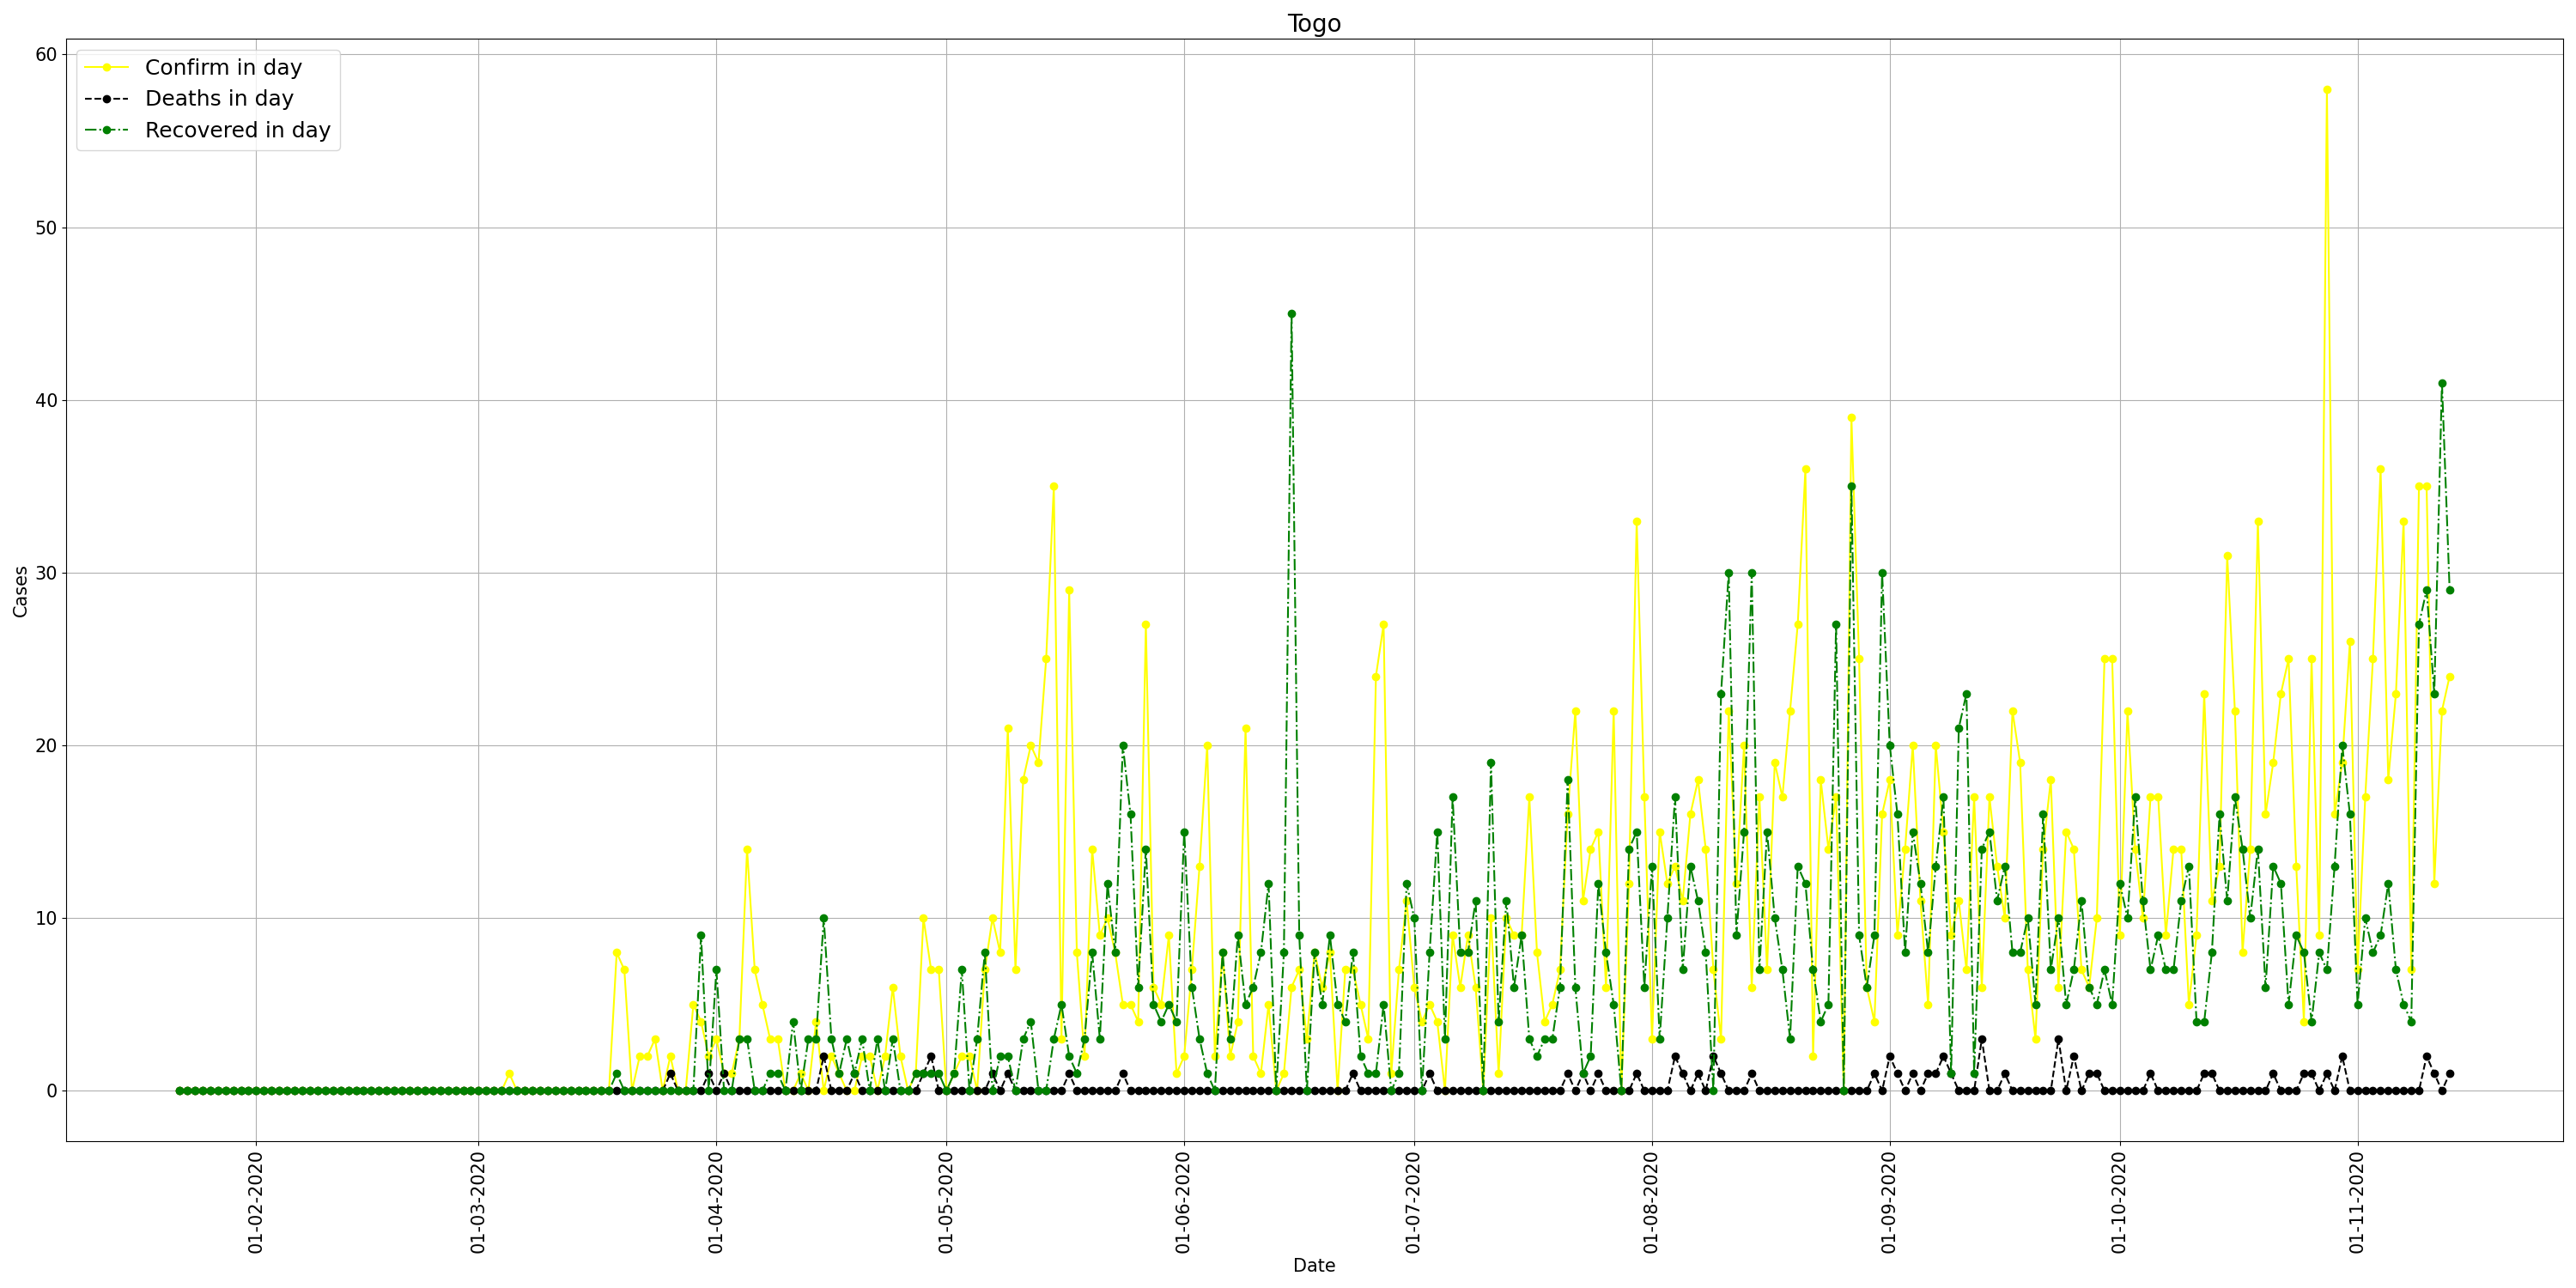 Togo
Confirm in day
Deaths in day
Recovered in day
Cases
60
50
40
30
20
10
0
01-02-2020
01-03-2020
01-04-2020
01-05-2020
01-06-2020
01-07-2020
01-08-2020
01-09-2020
01-10-2020
01-11-2020
Date